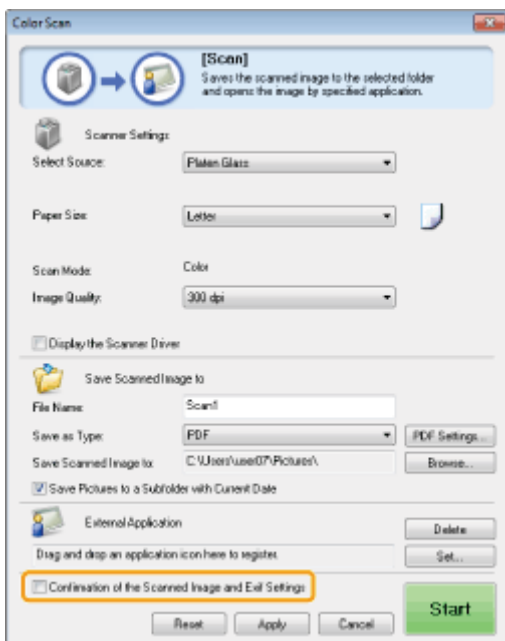 Color Scan
[Scan]
Saves the scanned image to the selected folder
and opens the image by specified application.
Scanner Settings
Select Source:
Platen Glass
Paper Size:
Letter
Scan Mode:
Color
Image Quality:
300 dpi
Display the Scanner Driver
Save Scanned Image to
File Name:
Scan1
Save as Type:
PDF
PDF Settings...
Save Scanned Image to:
C:\Users\user07\Pictures\
Browse...
Save Pictures to a Subfolder with Current Date
External Application
Delete
Drag and drop an application icon here to register.
Set...
Confirmation of the Scanned Image and Exif Settings
Start
Reset
Apply
Cancel